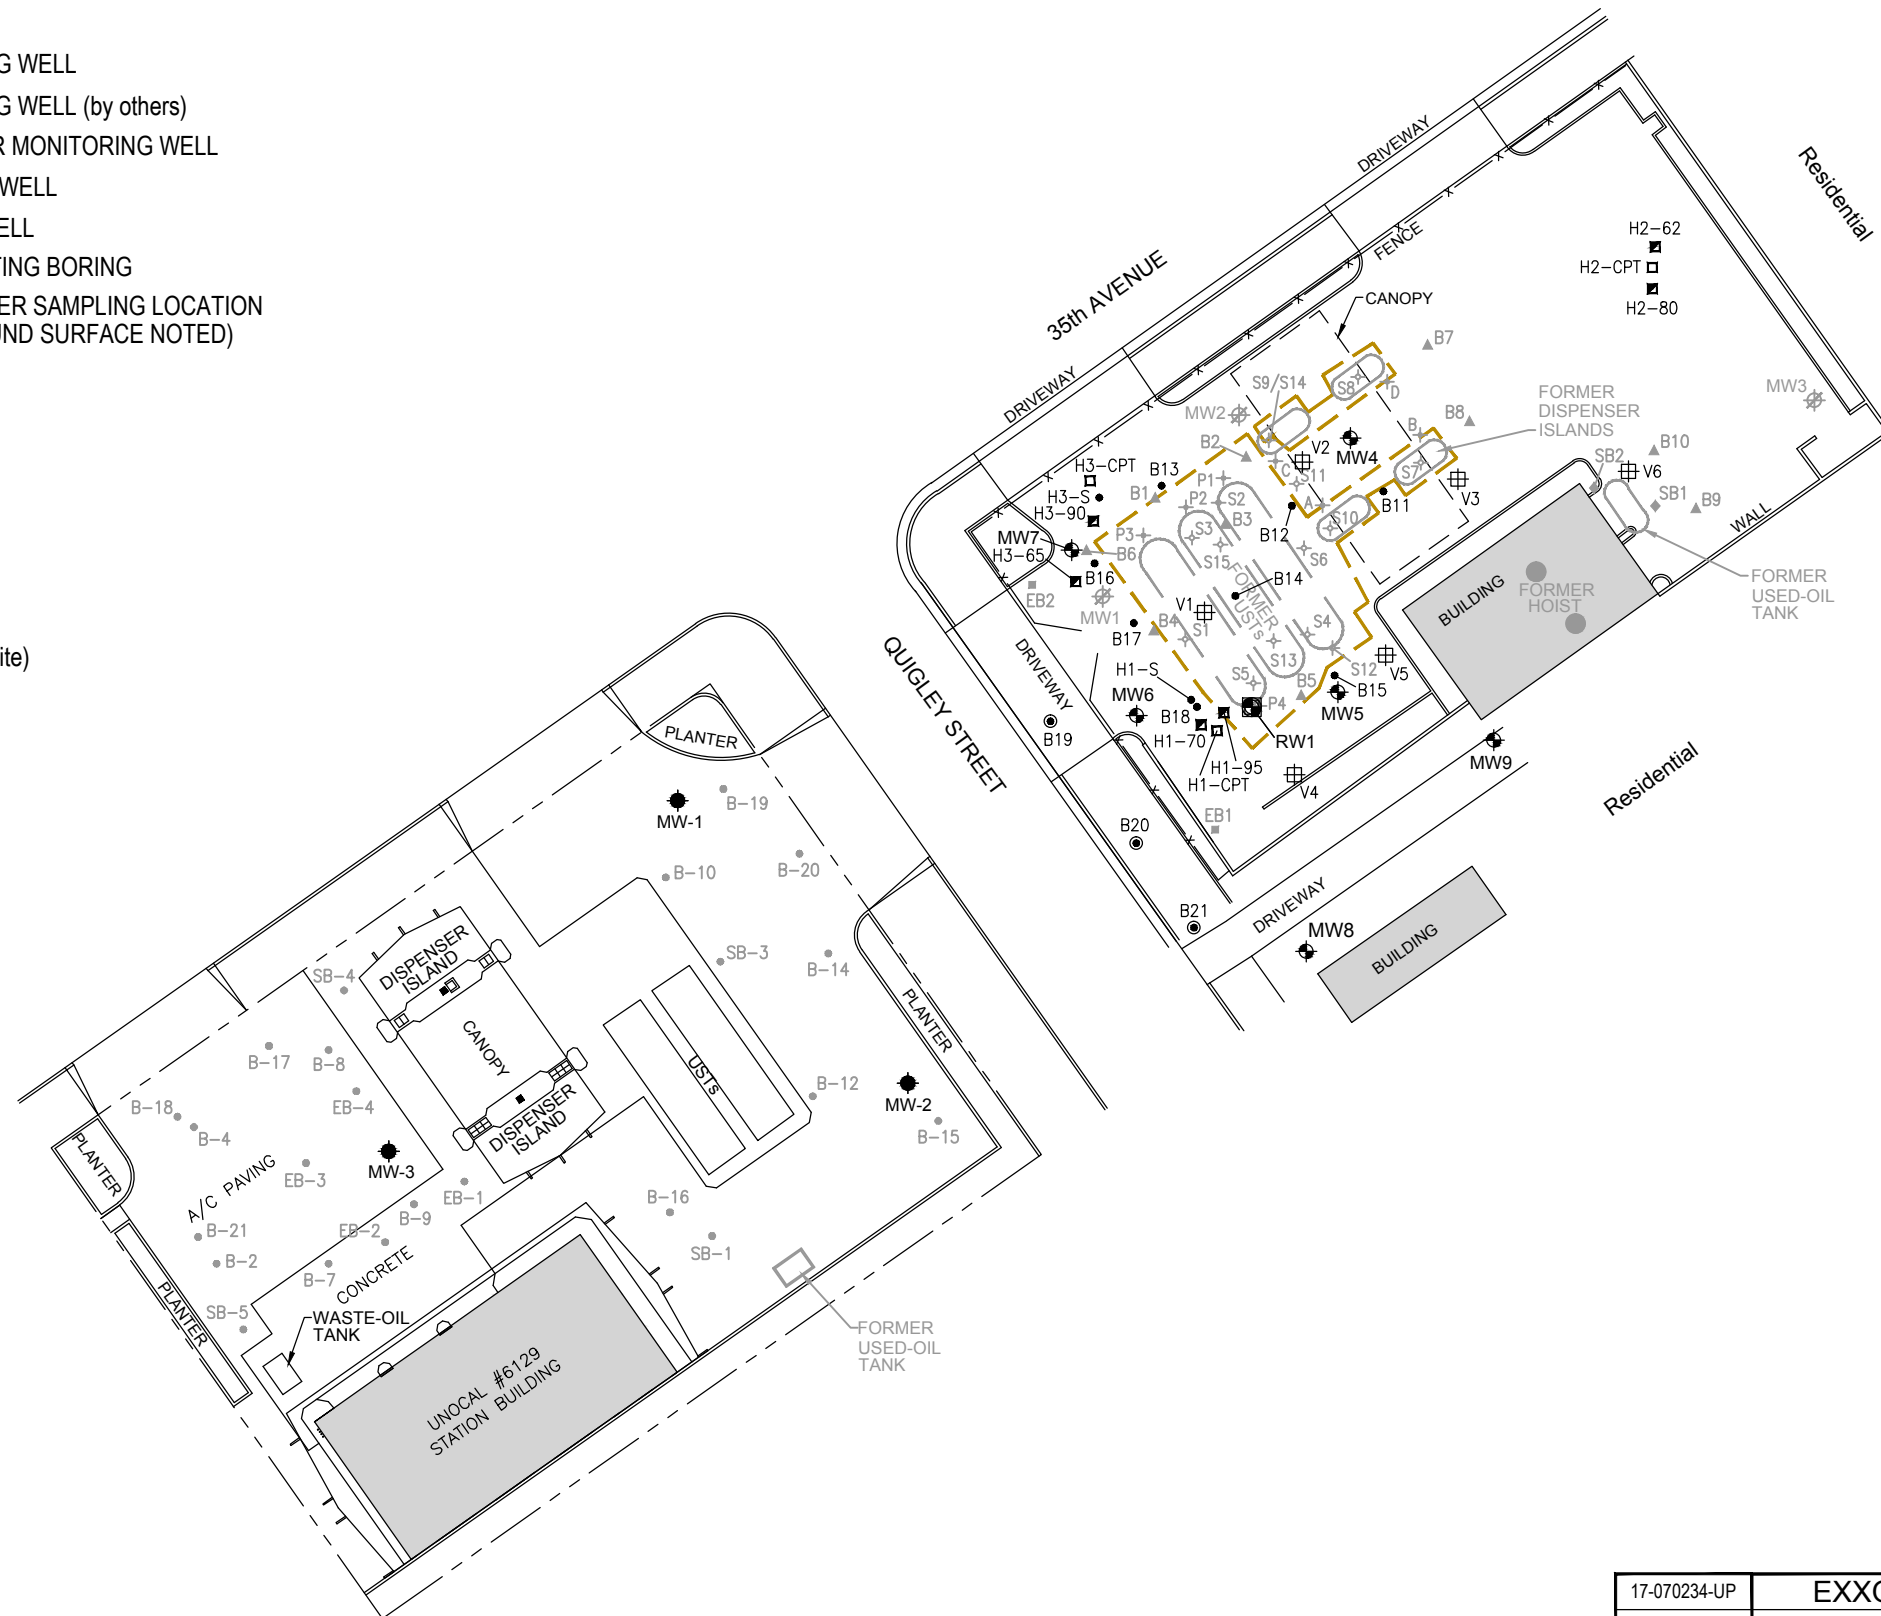 G WELL
G WELL (by others)
R MONITORING WELL
WELL
ELL
TING BORING
ER SAMPLING LOCATION
UND SURFACE NOTED)
ite)
DRIVEWAY
Residential
H2-62
H2-CPT
H2-80
FENCE
35th AVENUE
CANOPY
B7
DRIVEWAY
S9/S14
S8
D
MW3
MW2
FORMER
DISPENSER
ISLANDS
B8
B
B2
V2
MW4
B10
H3-CPT
B13
C
S11
S7
SB2
V6
P1
V3
H3-S
B1
P2
S2
A
B11
SB1
B9
H3-90
S10
B3
B12
WALL
P3
S3
MW7
B6
S15
S6
H3-65
B16
FORMER
USTs
B14
BUILDING
FORMER
HOIST
FORMER
USED-OIL
TANK
EB2
MW1
V1
B4
S1
S4
B17
S13
S12
V5
QUIGLEY STREET
DRIVEWAY
H1-S
S5
B5
B15
MW6
P4
MW5
B18
B19
H1-70
RW1
H1-95
H1-CPT
MW9
V4
Residential
PLANTER
B-19
MW-1
EB1
B20
B-20
B-10
DRIVEWAY
B21
MW8
BUILDING
DISPENSER
ISLAND
SB-3
B-14
SB-4
PLANTER
CANOPY
B-17
B-8
USTs
B-12
MW-2
EB-4
B-18
B-4
DISPENSER
ISLAND
B-15
PLANTER
MW-3
EB-3
A/C PAVING
EB-1
B-16
B-9
B-21
EB-2
SB-1
B-2
B-7
CONCRETE
PLANTER
SB-5
WASTE-OIL
TANK
FORMER
USED-OIL
TANK
UNOCAL #6129
STATION BUILDING
17-070234-UP
EXXO